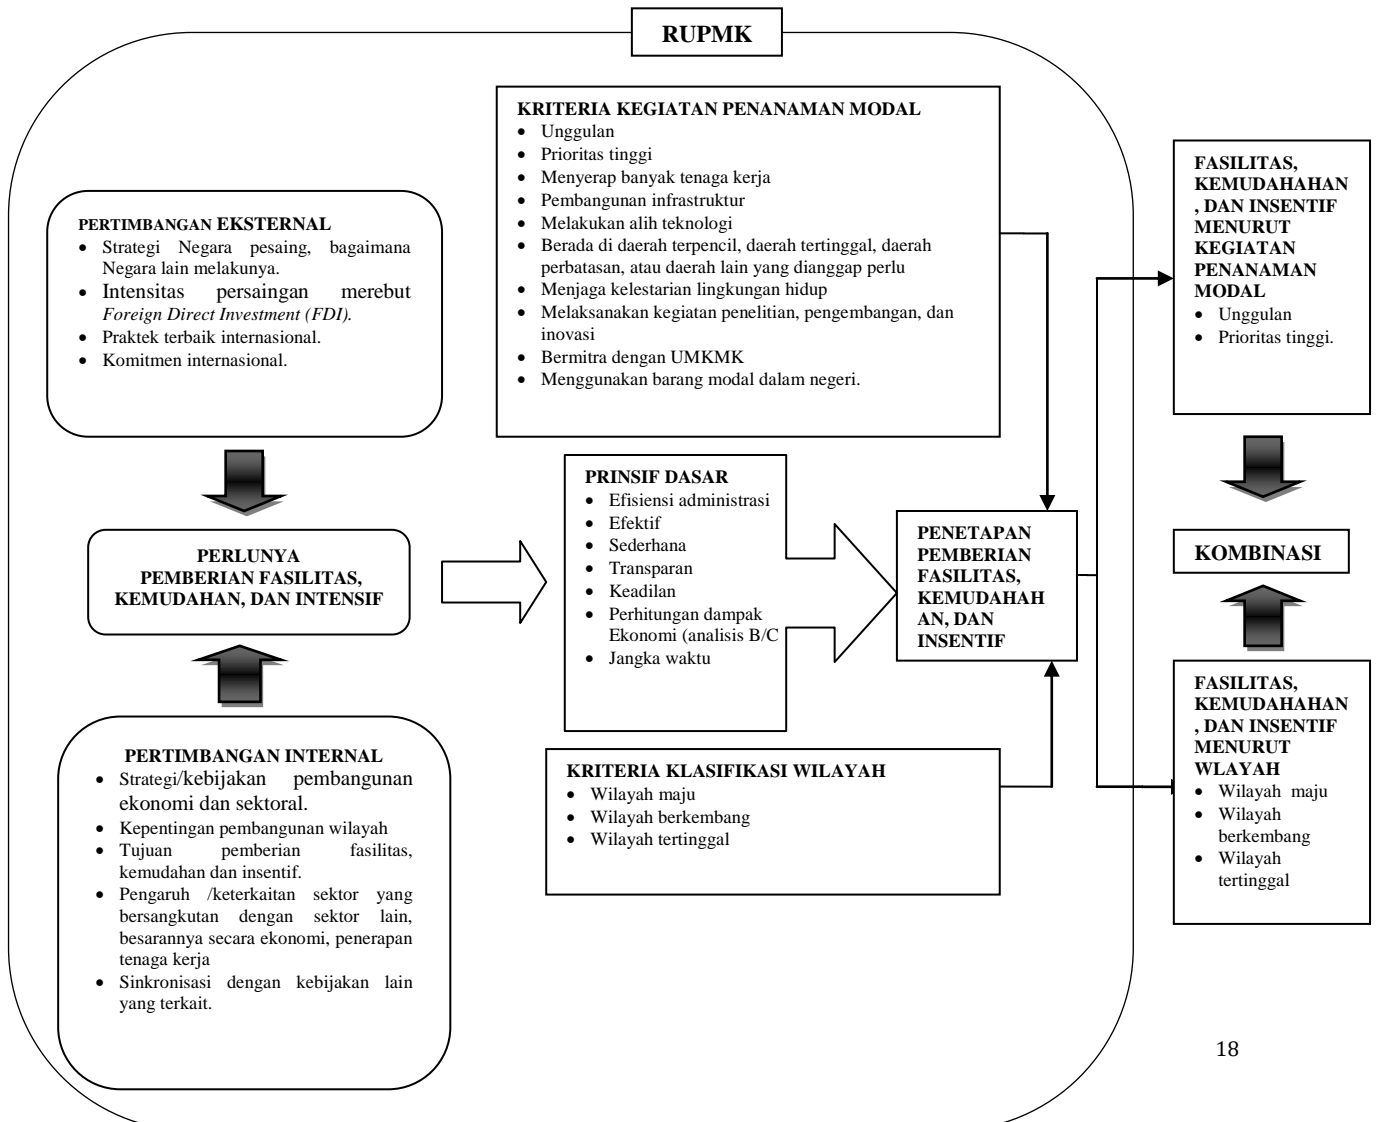 RUPMK
PERTIMBANGAN EKSTERNAL
• Strategi Negara pesaing, bagaimana
Negara lain melakunya.
• Intensitas persaingan merebut
Foreign Direct Investment (FDI).
• Praktek terbaik internasional.
• Komitmen internasional.
PERLUNYA
PEMBERIAN FASILITAS,
KEMUDAHAN, DAN INTENSIF
PERTIMBANGAN INTERNAL
• Strategi/kebijakan pembangunan
ekonomi dan sektoral.
• Kepentingan pembangunan wilayah
• Tujuan pemberian fasilitas,
kemudahan dan insentif.
• Pengaruh /keterkaitan sektor yang
bersangkutan dengan sektor lain,
besarannya secara ekonomi, penerapan
tenaga kerja
• Sinkronisasi dengan kebijakan lain
yang terkait.
KRITERIA KEGIATAN PENANAMAN MODAL
• Unggulan
• Prioritas tinggi
• Menyerap banyak tenaga kerja
• Pembangunan infrastruktur
• Melakukan alih teknologi
• Berada di daerah terpencil, daerah tertinggal, daerah
perbatasan, atau daerah lain yang dianggap perlu
• Menjaga kelestarian lingkungan hidup
• Melaksanakan kegiatan penelitian, pengembangan, dan
inovasi
• Bermitra dengan UMKMK
• Menggunakan barang modal dalam negeri.
PRINSIF DASAR
• Efisiensi administrasi
• Efektif
• Sederhana
• Transparan
• Keadilan
• Perhitungan dampak
Ekonomi (analisis B/C
• Jangka waktu
KRITERIA KLASIFIKASI WILAYAH
• Wilayah maju
• Wilayah berkembang
• Wilayah tertinggal
PENETAPAN
PEMBERIAN
FASILITAS,
KEMUDAHAH
AN, DAN
INSENTIF
FASILITAS,
KEMUDAHAHAN
, DAN INSENTIF
MENURUT
KEGIATAN
PENANAMAN
MODAL
• Unggulan
• Prioritas tinggi.
KOMBINASI
FASILITAS,
KEMUDAHAHAN
, DAN INSENTIF
MENURUT
WLAYAH
• Wilayah maju
• Wilayah
berkembang
• Wilayah
tertinggal
18